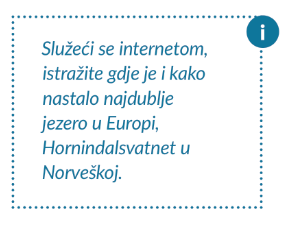 i
Služeći se internetom,
istražite gdje je i kako
nastalo najdublje
jezero u Europi,
Hornindalsvatnet u
Norveškoj.